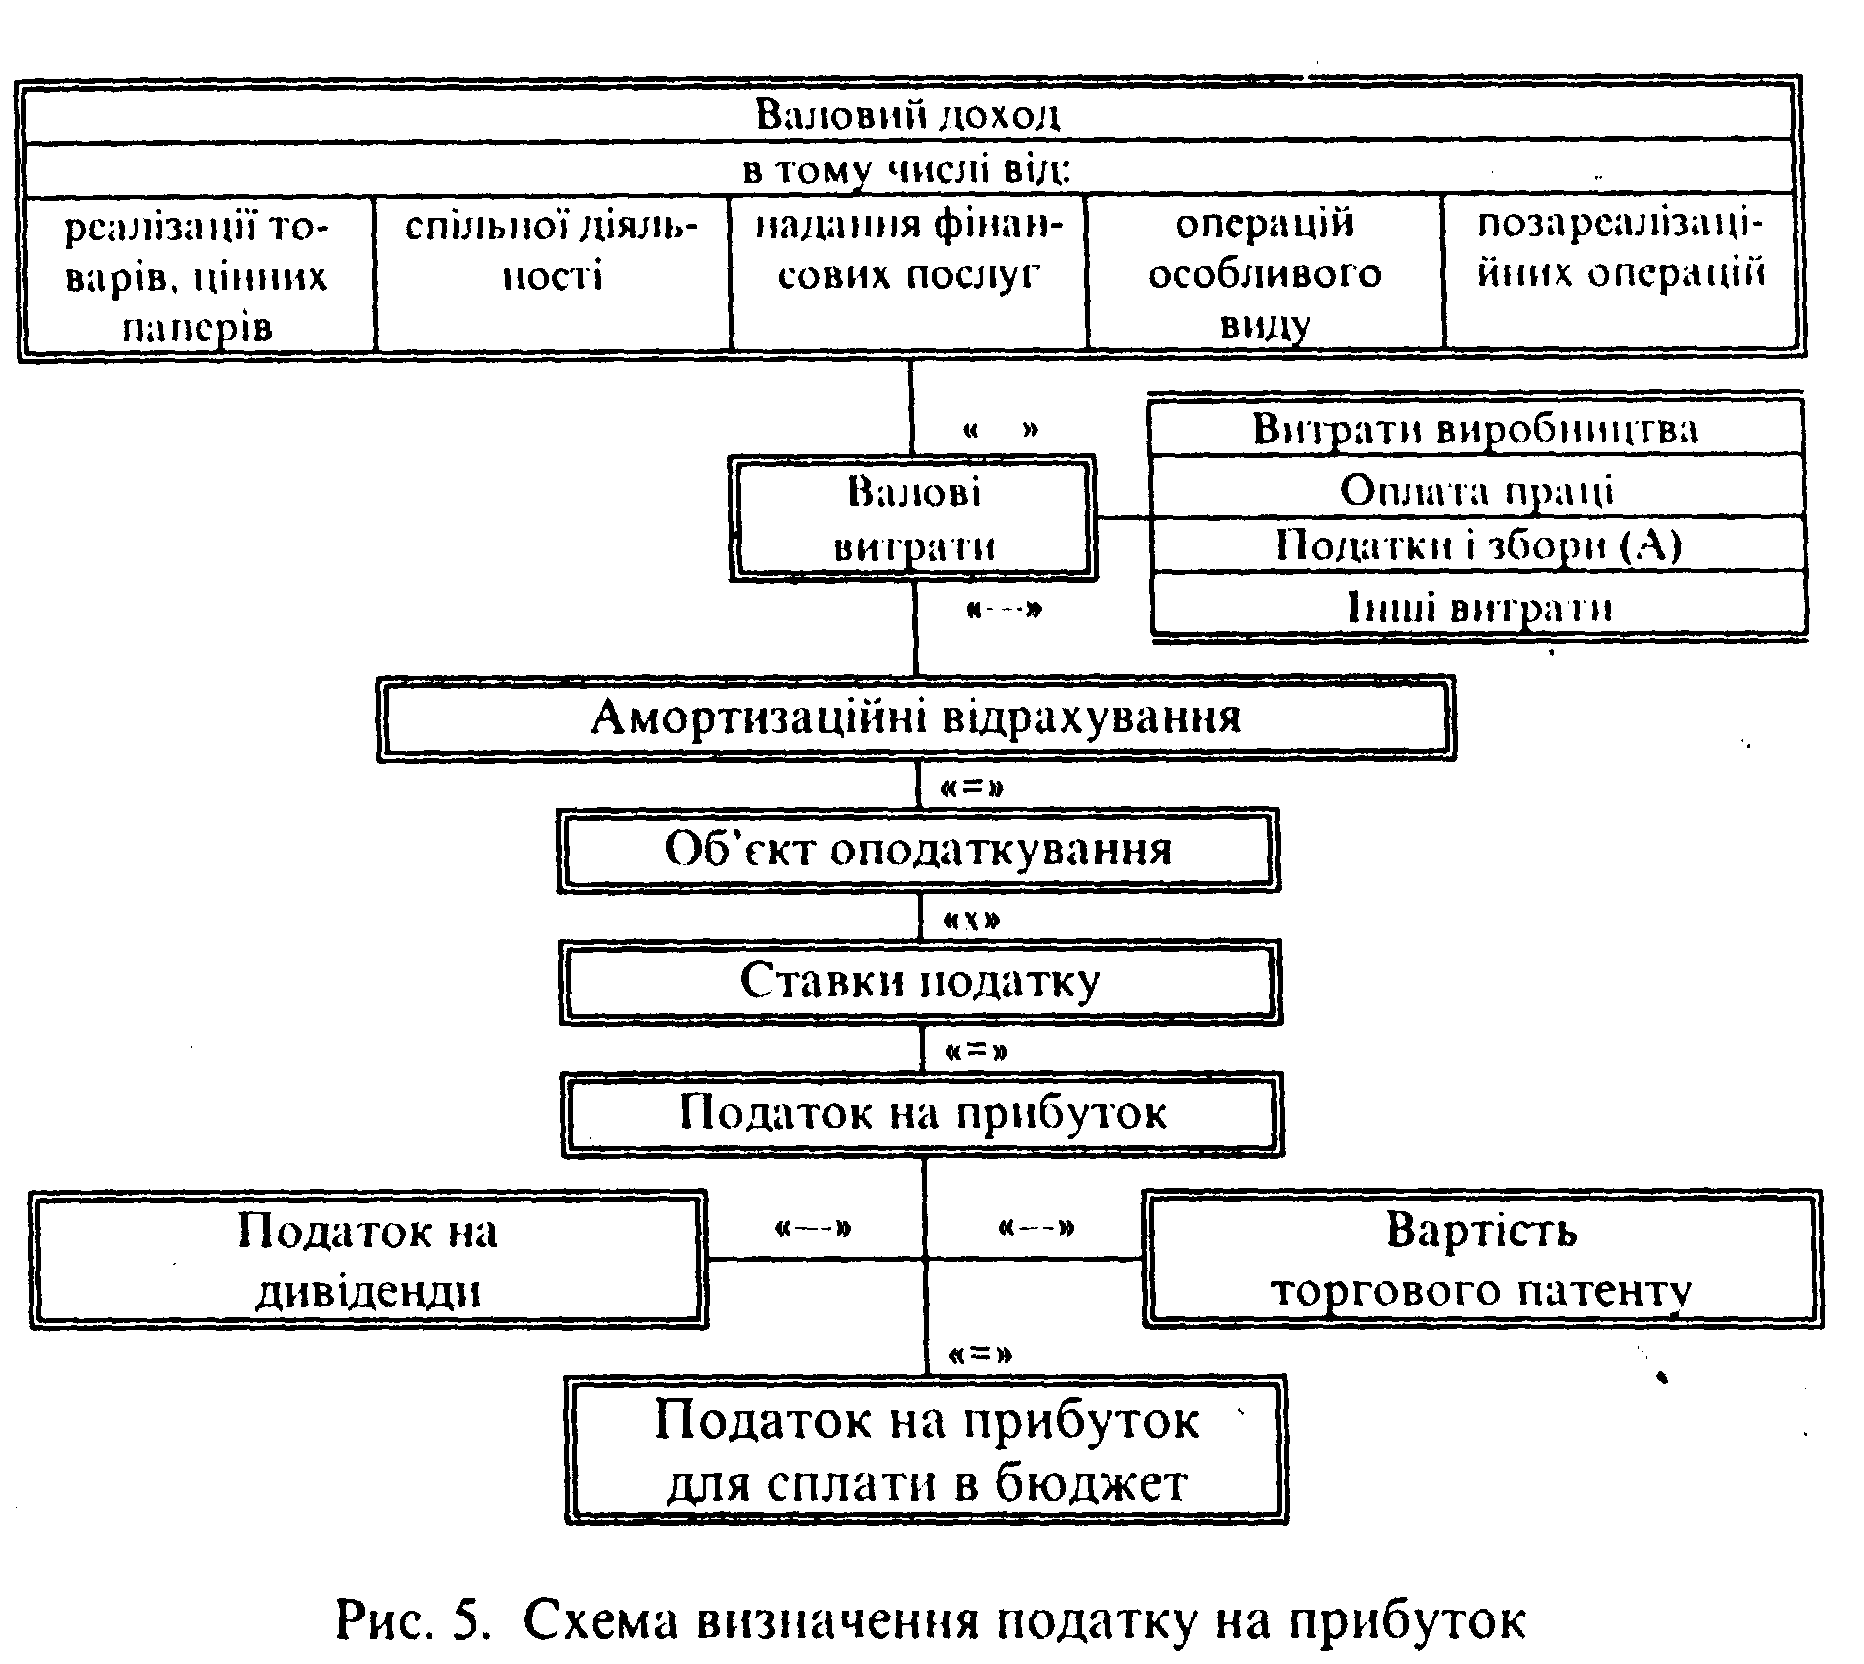 Валовий доход
в тому числі від:
реалізації то-
варів, цінних
паперів
спільної діяль-
ності
надання фінан-
сових послуг
операцій
особливого
виду
позареалізаці-
йних операцій
« »
Витрати виробництва
Оплата праці
Податки і збори (А)
Інші витрати
Валові
витрати
«—»
Амортизаційні відрахування
«=»
Об'єкт оподаткування
«х»
Ставки податку
«=»
Податок на прибуток
Податок на
дивіденди
«—»
«—»
Вартість
торгового патенту
«=»
Податок на прибуток
для сплати в бюджет
Рис. 5. Схема визначення податку на прибуток